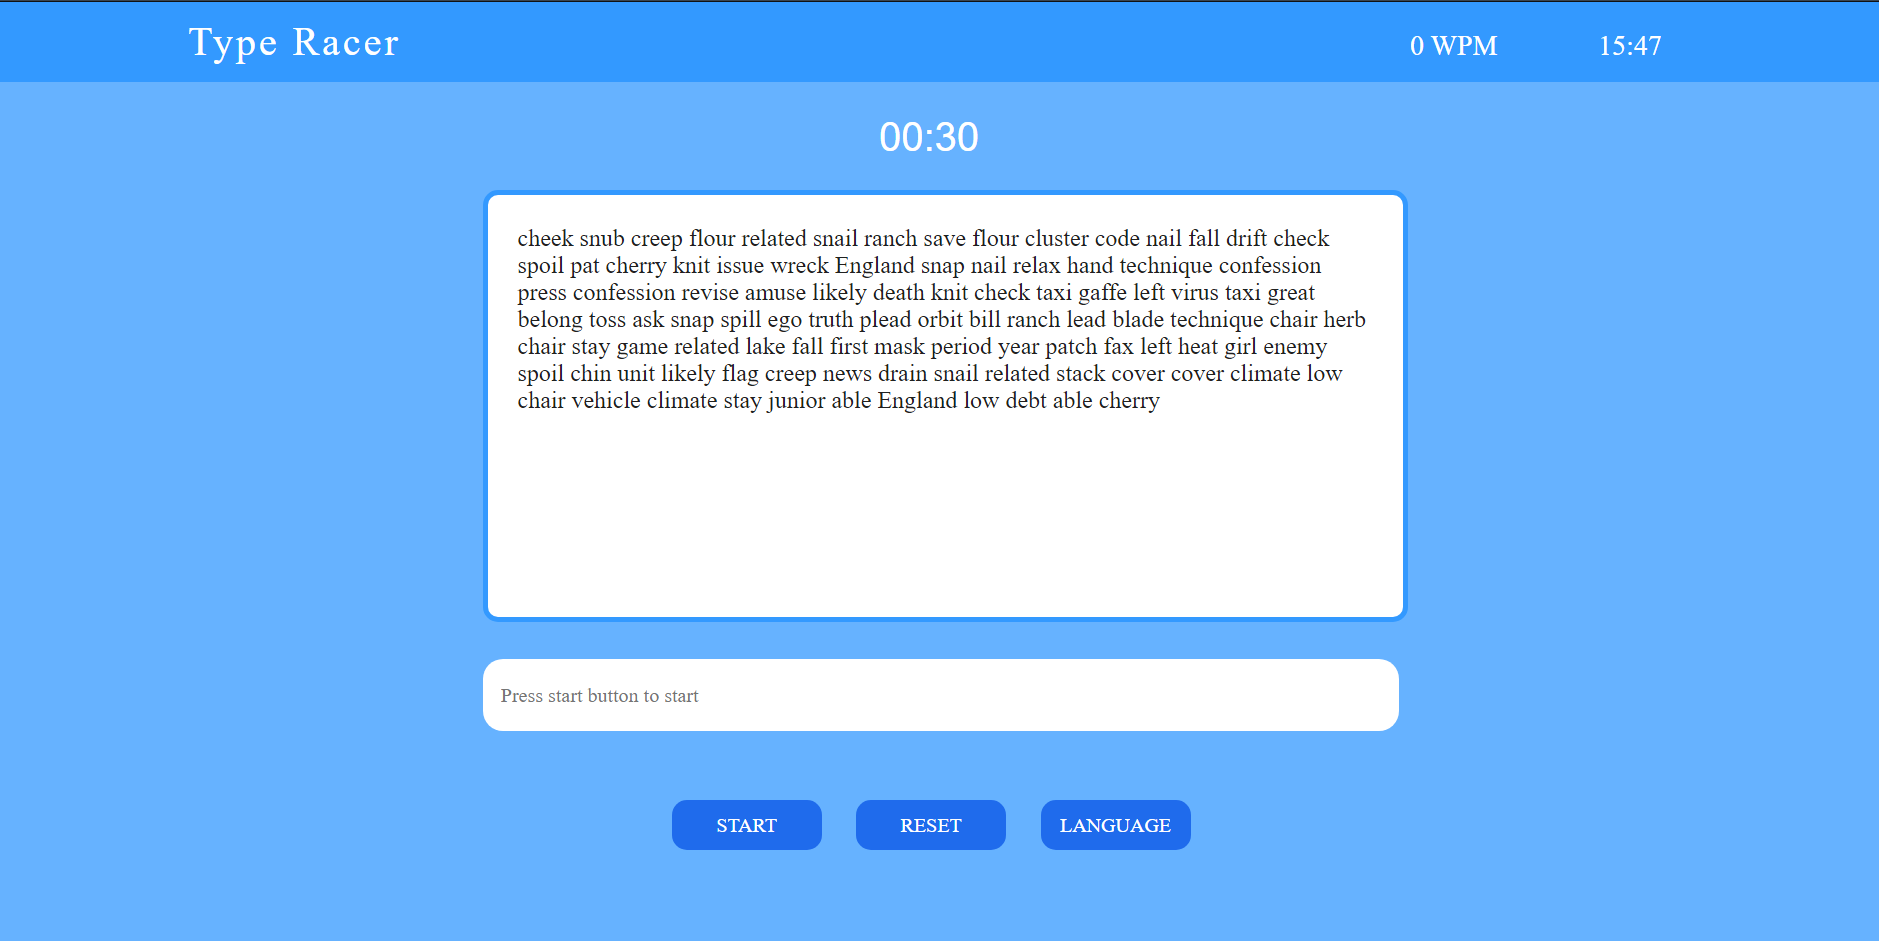 Type Racer
0 WPM
15:47
00:30
cheek snub creep flour related snail ranch save flour cluster code nail fall drift check
spoil pat cherry knit issue wreck England snap nail relax hand technique confession
press confession revise amuse likely death knit check taxi gaffe left virus taxi great
belong toss ask snap spill ego truth plead orbit bill ranch lead blade technique chair herb
chair stay game related lake fall first mask period year patch fax left heat girl enemy
spoil chin unit likely flag creep news drain snail related stack cover cover climate low
chair vehicle climate stay junior able England low debt able cherry
Press start button to start
START
RESET
LANGUAGE